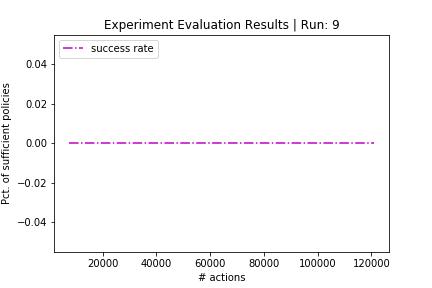 Experiment Evaluation Results | Run: 9
success rate
Pct. of sufficient policies
0.04
0.02
0.00
−0.02
−0.04
20000 40000 60000 80000 100000 120000
# actions